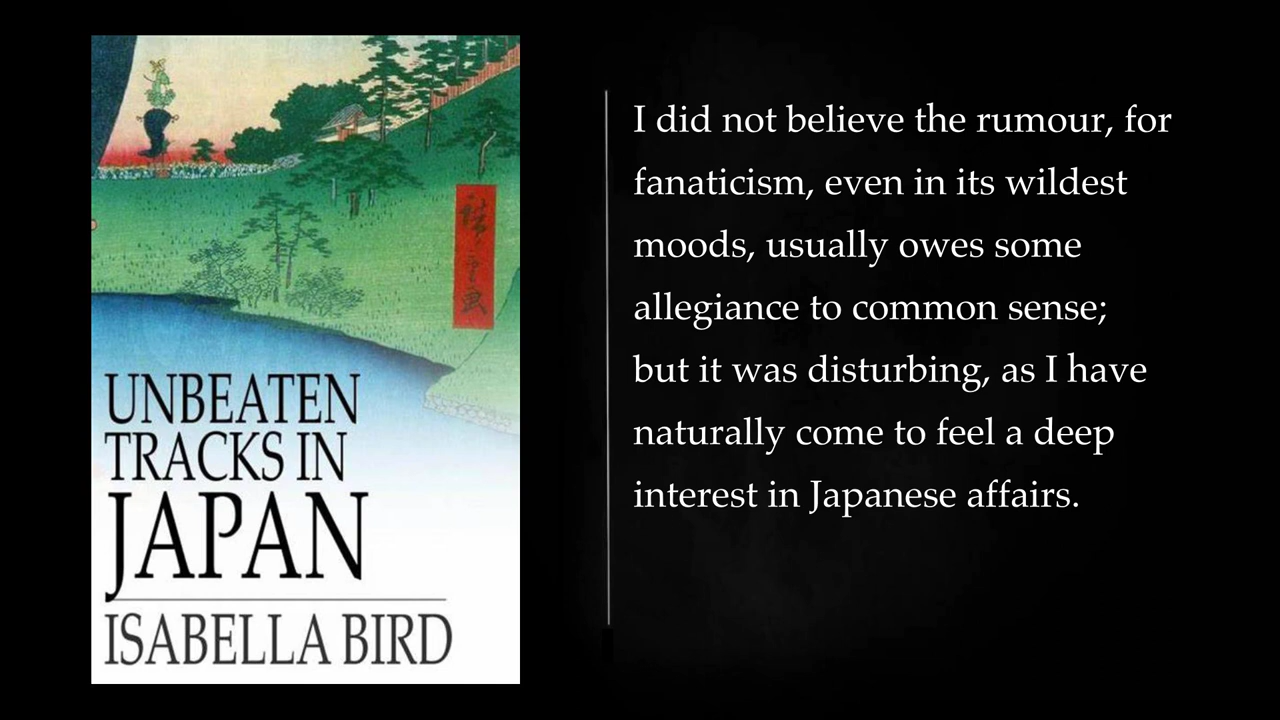 UNBEATEN
TRACKS IN
JAPAN
ISABELLA BIRD
I did not believe the rumour, for
fanaticism, even in its wildest
moods, usually owes some
allegiance to common sense;
but it was disturbing, as I have
naturally come to feel a deep
interest in Japanese affairs.